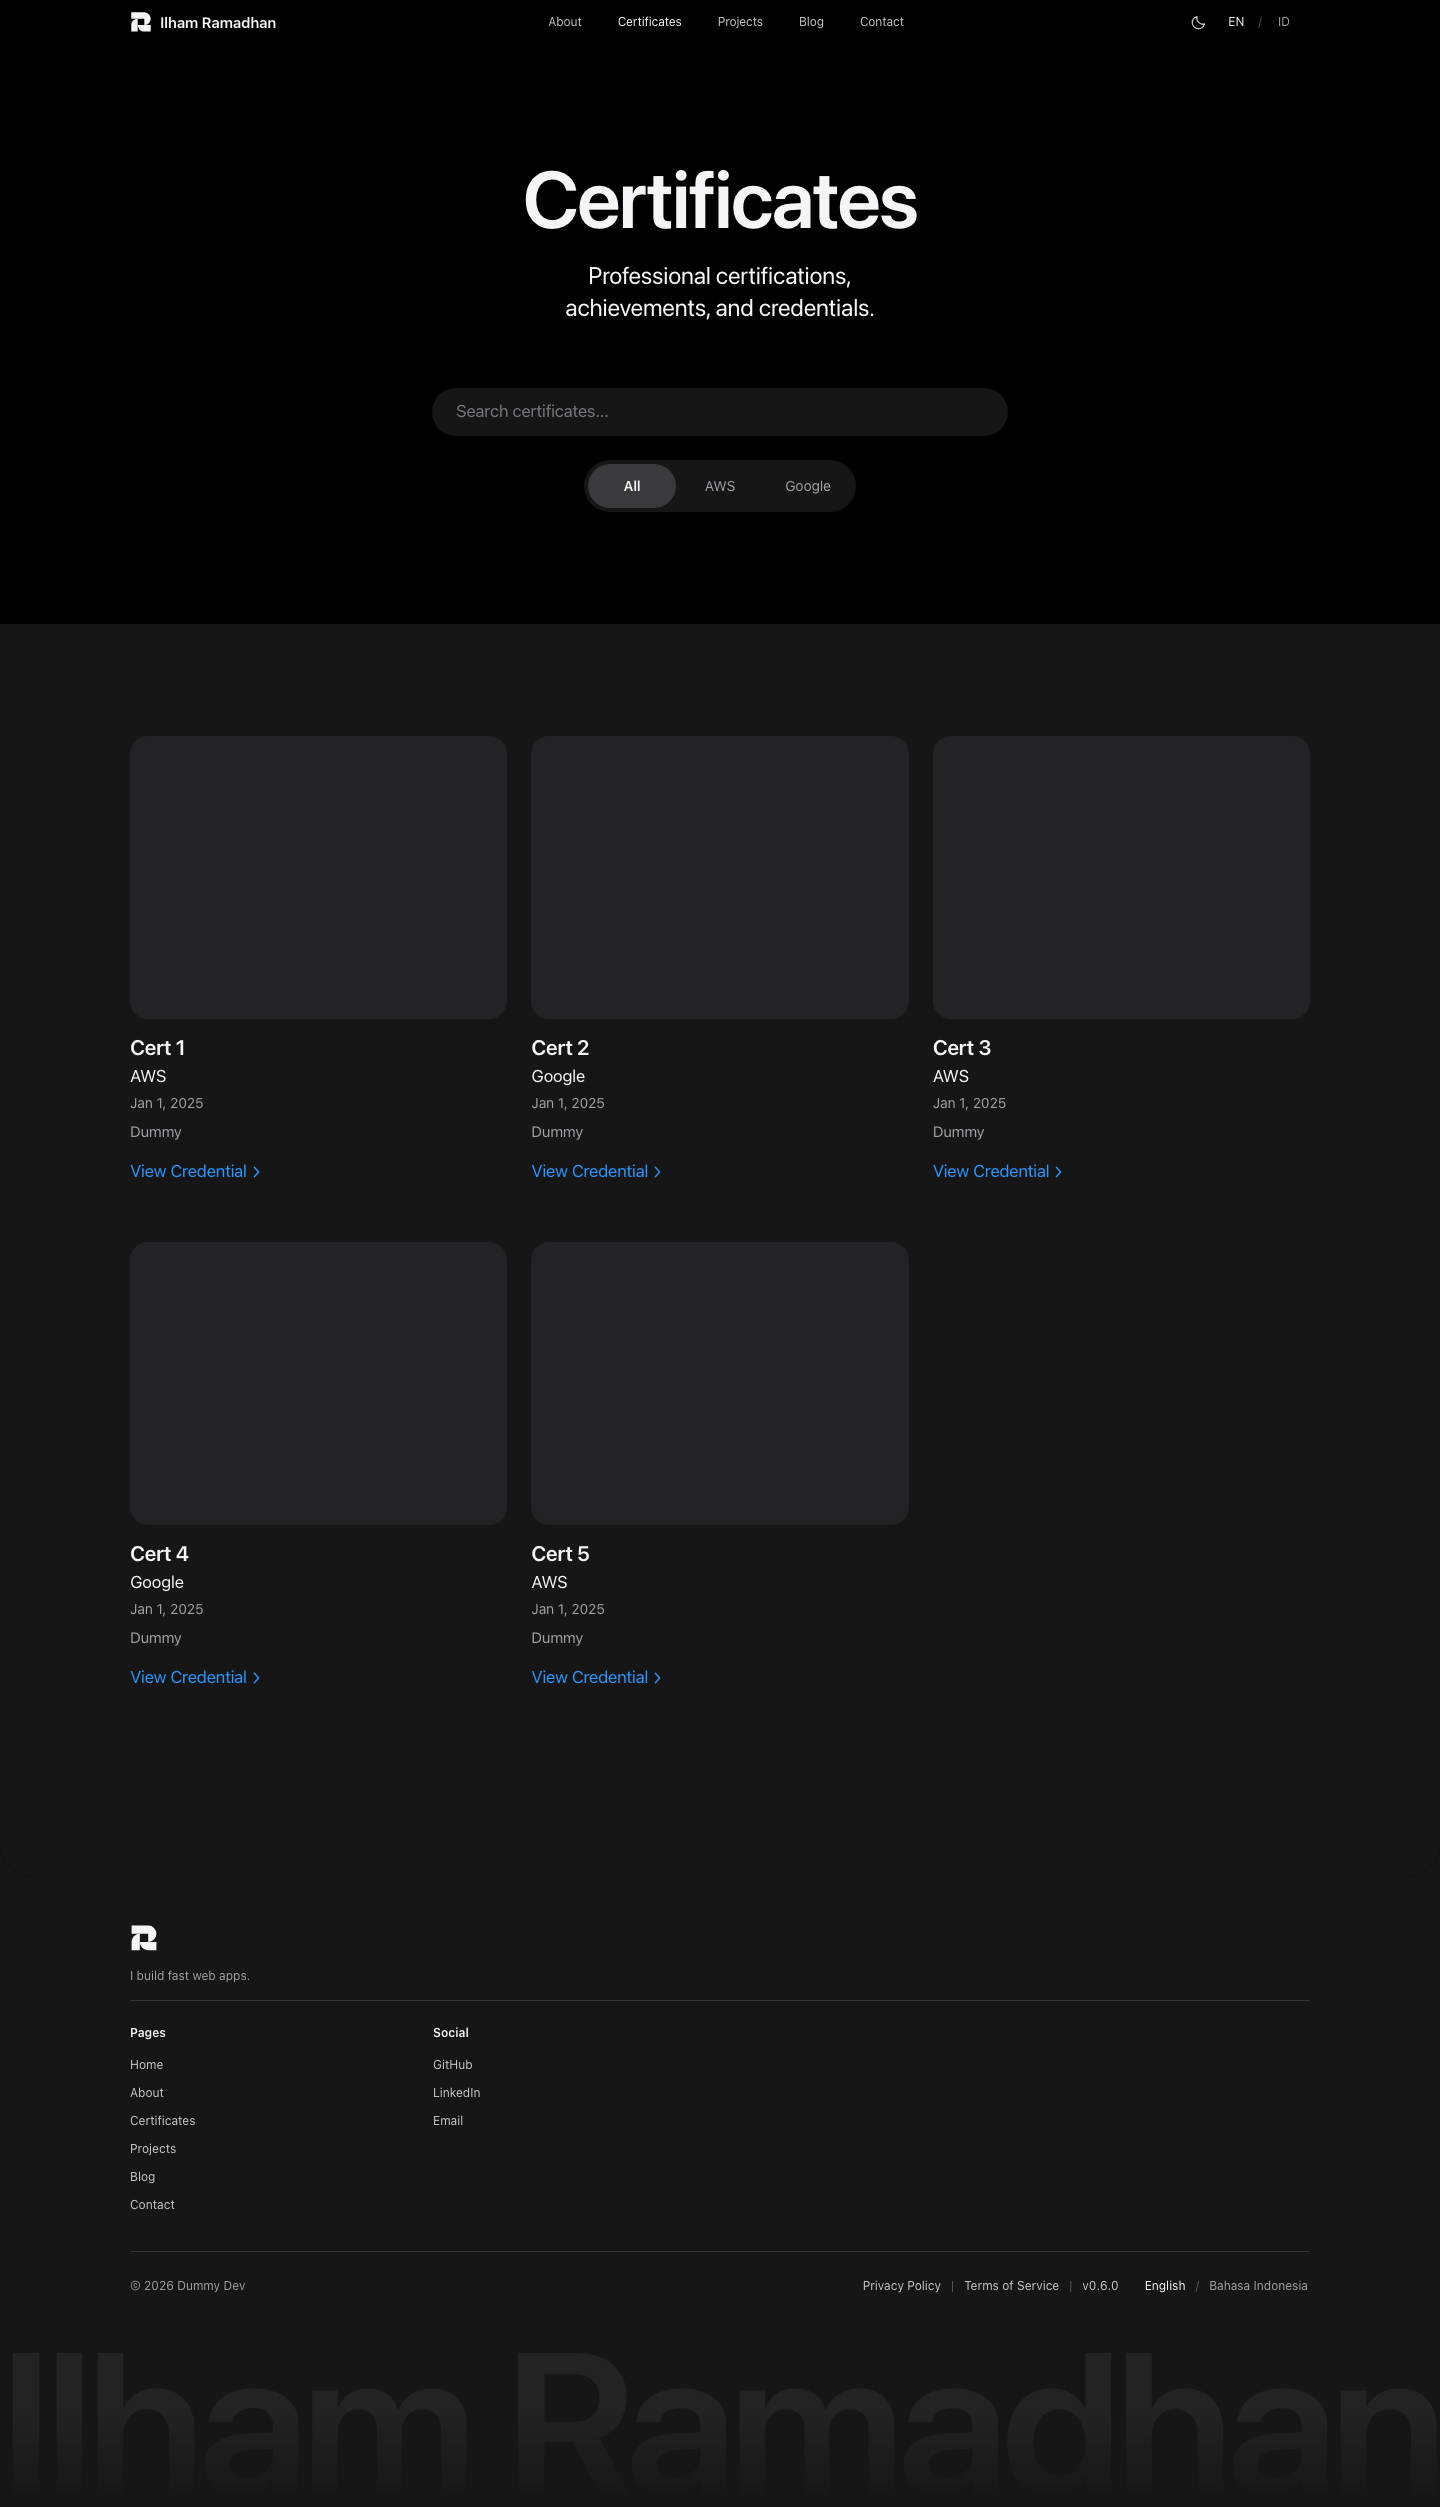 Ilham Ramadhan
About Certificates Projects Blog Contact
EN / ID
Certificates
Professional certifications,
achievements, and credentials.
Search certificates...
All AWS Google
Cert 1
AWS
Jan 1, 2025
Dummy
View Credential
Cert 2
Google
Jan 1, 2025
Dummy
View Credential
Cert 3
AWS
Jan 1, 2025
Dummy
View Credential
Cert 4
Google
Jan 1, 2025
Dummy
View Credential
Cert 5
AWS
Jan 1, 2025
Dummy
View Credential
I build fast web apps.
Pages
Home
About
Certificates
Projects
Blog
Contact
Social
GitHub
LinkedIn
Email
© 2026 Dummy Dev
Privacy Policy | Terms of Service | v0.6.0 English / Bahasa Indonesia
Ilham Ramadhan